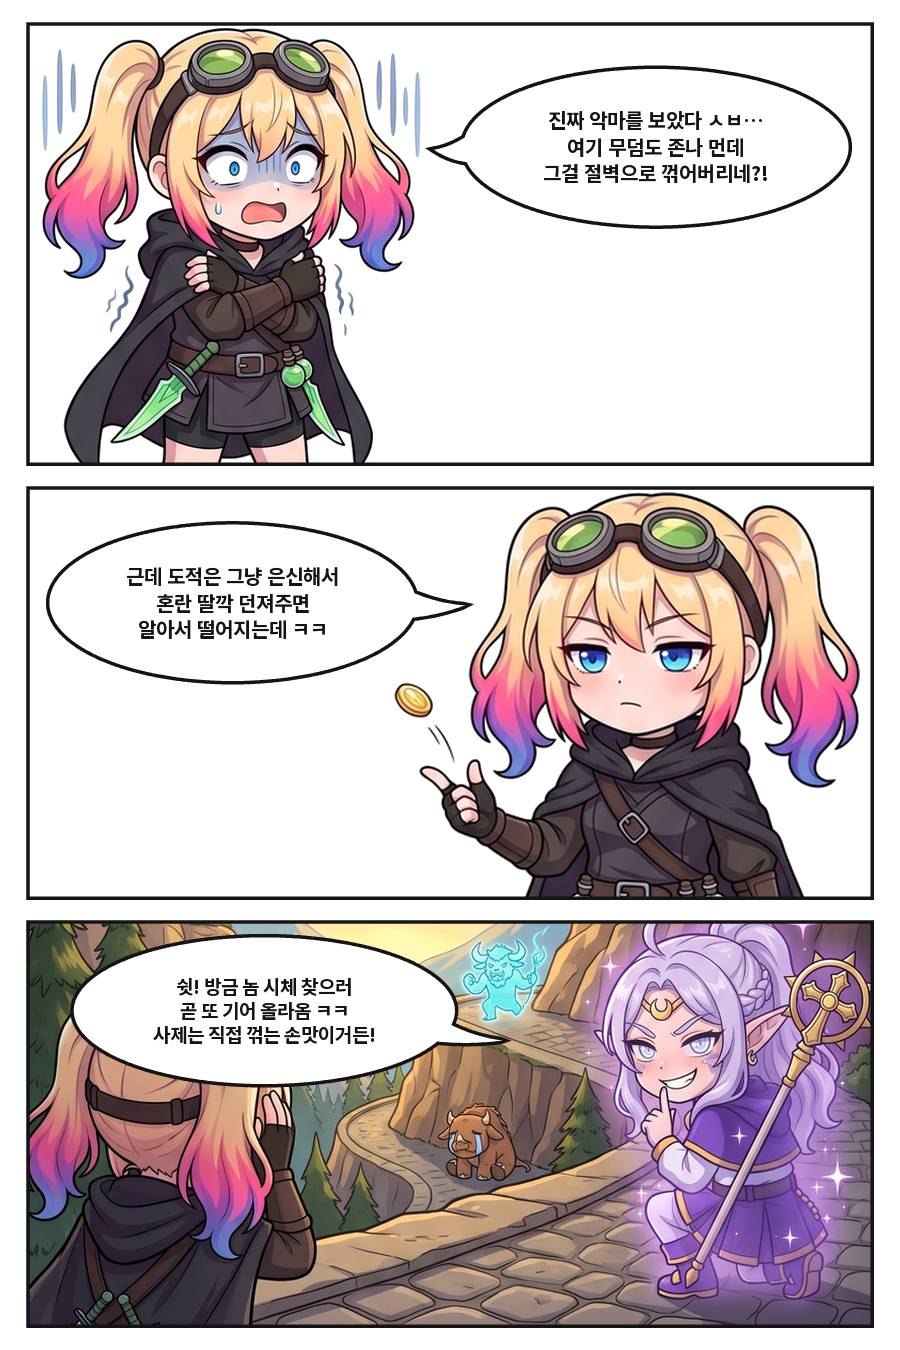 진짜 악마를 보았다 ㅅㅂ…
여기 무덤도 존나 먼데
그걸 절벽으로 꺾어버리네?!
근데 도적은 그냥 은신해서
혼란 딸깍 던져주면
알아서 떨어지는데 ㅋㅋ
쉿! 방금 놈 시체 찾으러
곧 또 기어 올라옴 ㅋㅋ
사제는 직접 꺾는 손맛이거든!